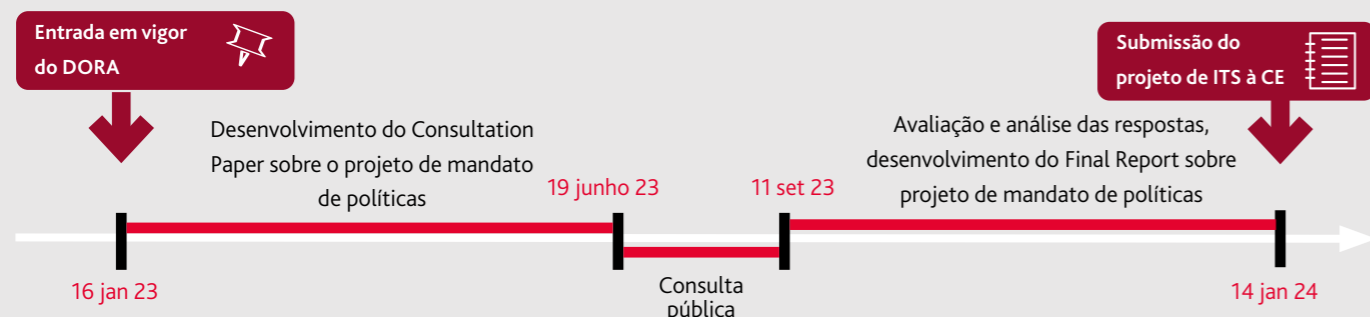 Entrada em vigor
do DORA
Submissão do
projeto de ITS à CE
Desenvolvimento do Consultation
Paper sobre o projeto de mandato
de políticas
Avaliação e análise das respostas,
desenvolvimento do Final Report sobre
projeto de mandato de políticas
19 junho 23
11 set 23
16 jan 23
Consulta
pública
14 jan 24